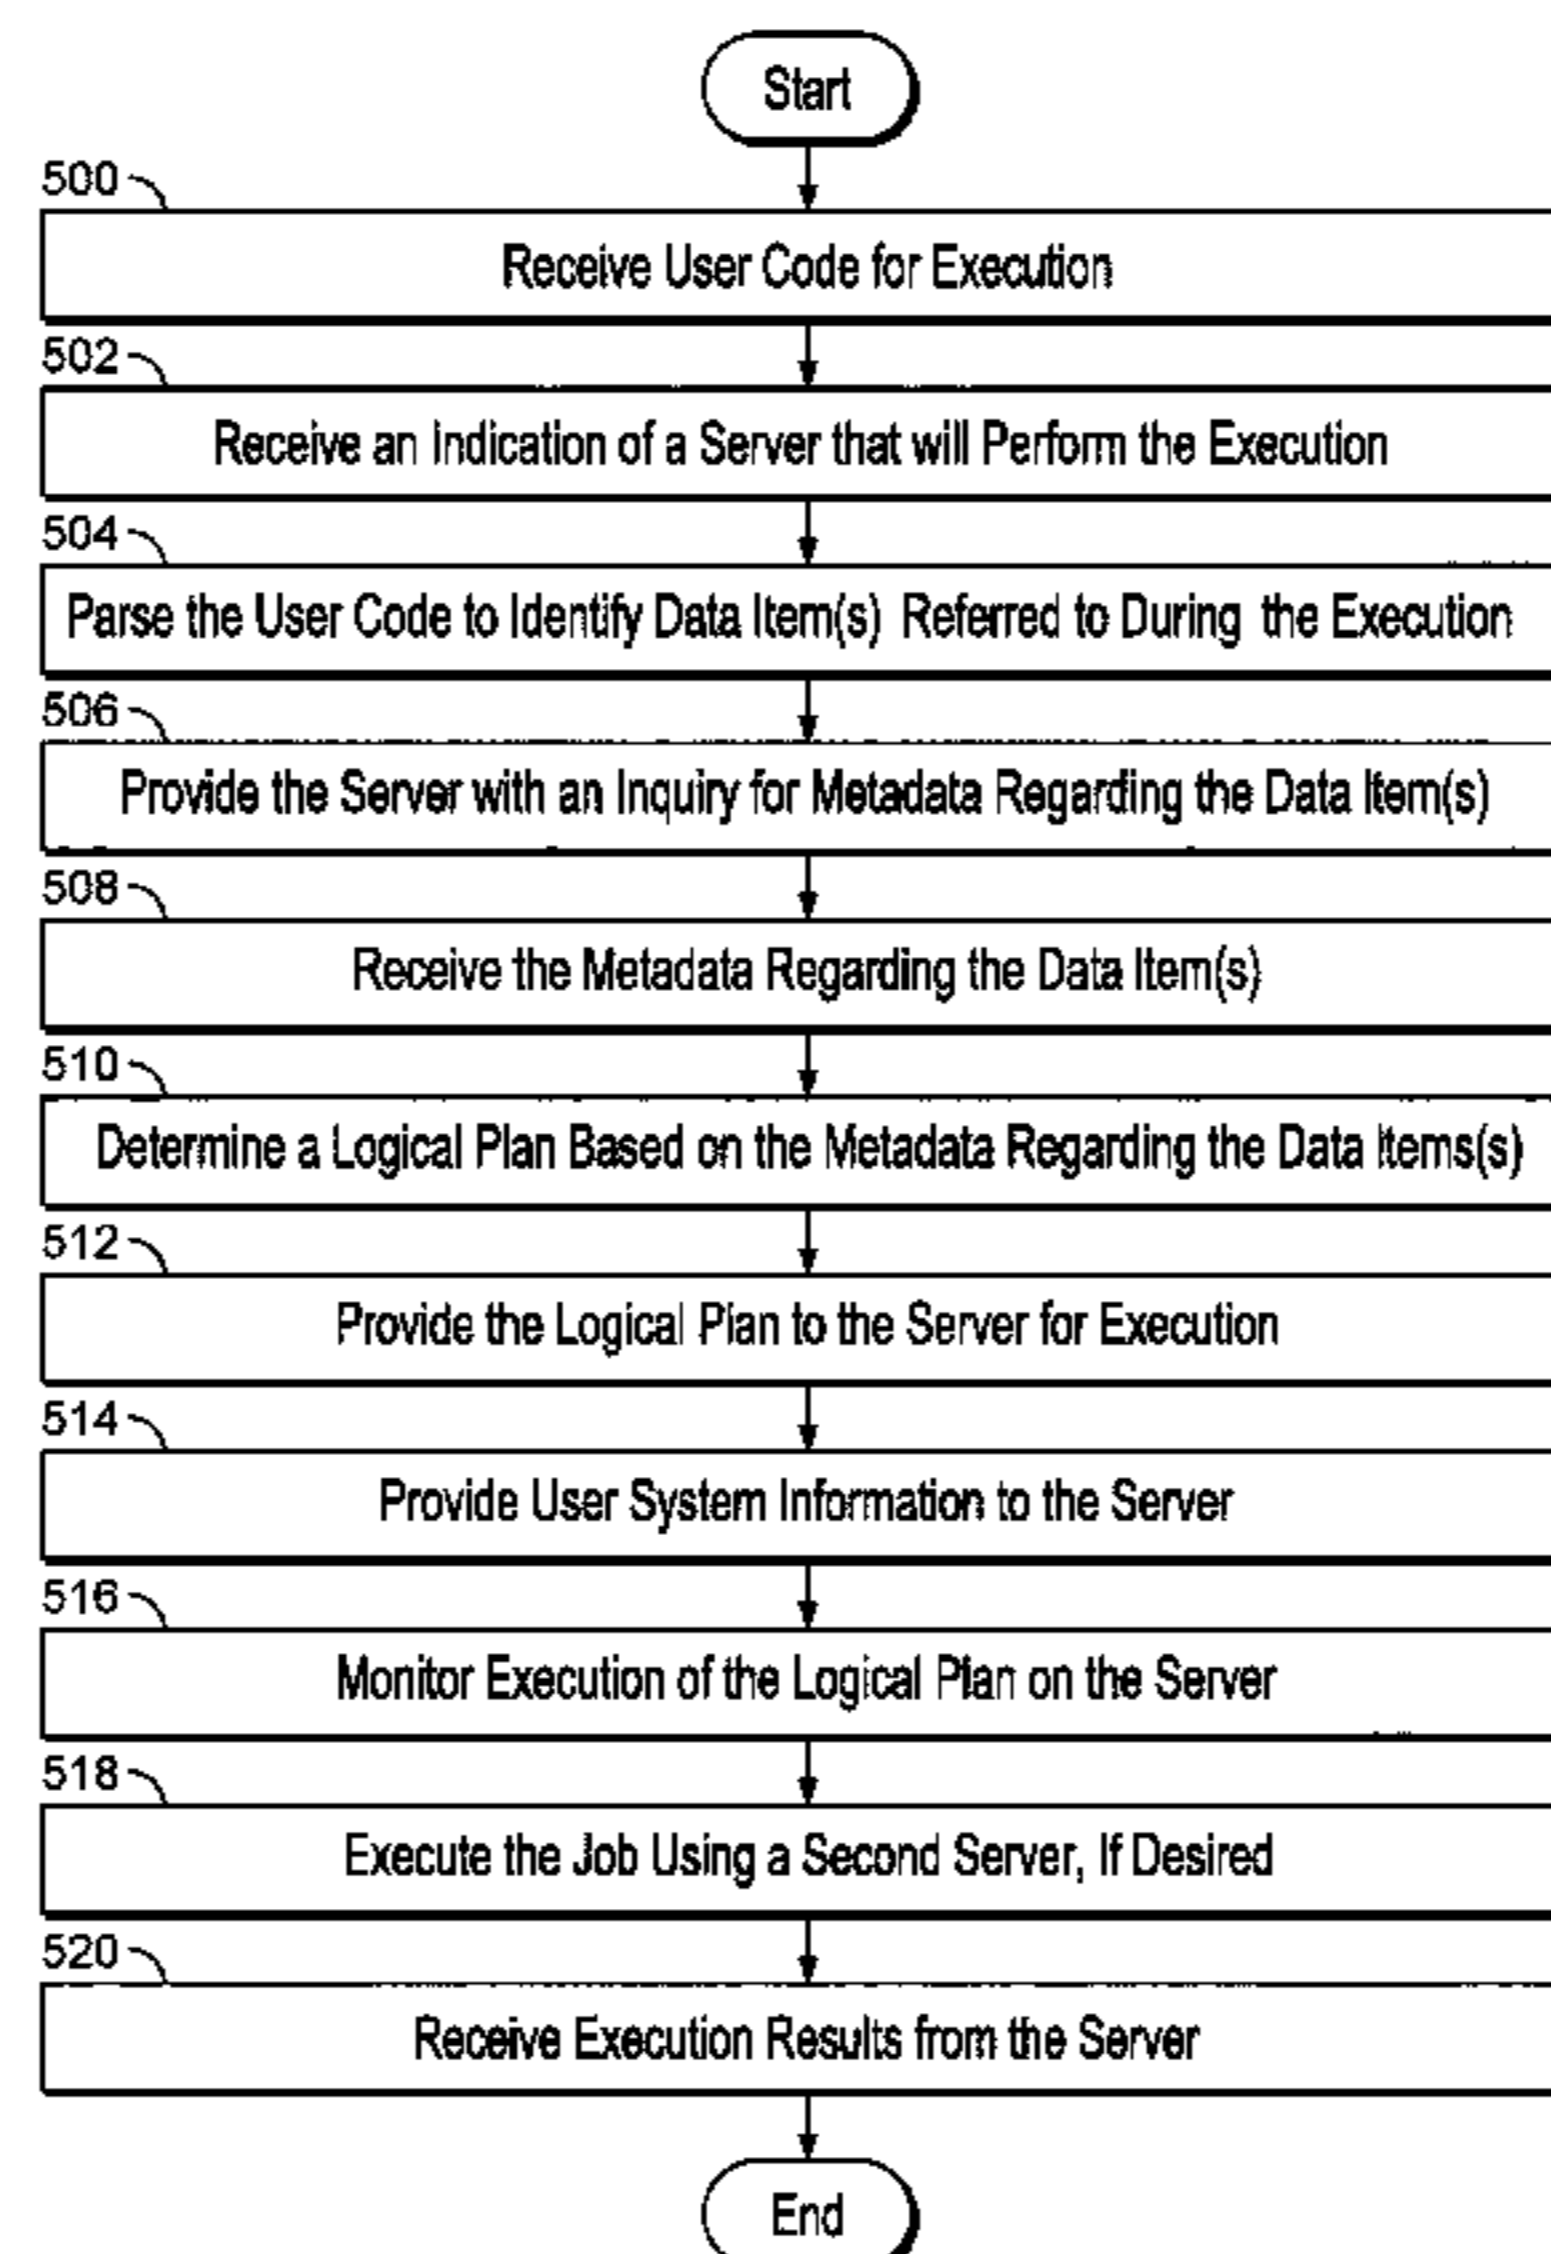 Start
500
Receive User Code for Execution
502
Receive an Indication of a Server that will Perform the Execution
504
Parse the User Code to Identify Data Item(s) Referred to During the Execution
506
Provide the Server with an Inquiry for Metadata Regarding the Data Item(s)
508
Receive the Metadata Regarding the Data Item(s)
510
Determine a Logical Plan Based on the Metadata Regarding the Data Items(s)
512
Provide the Logical Plan to the Server for Execution
514
Provide User System Information to the Server
516
Monitor Execution of the Logical Plan on the Server
518
Execute the Job Using a Second Server, If Desired
520
Receive Execution Results from the Server
End